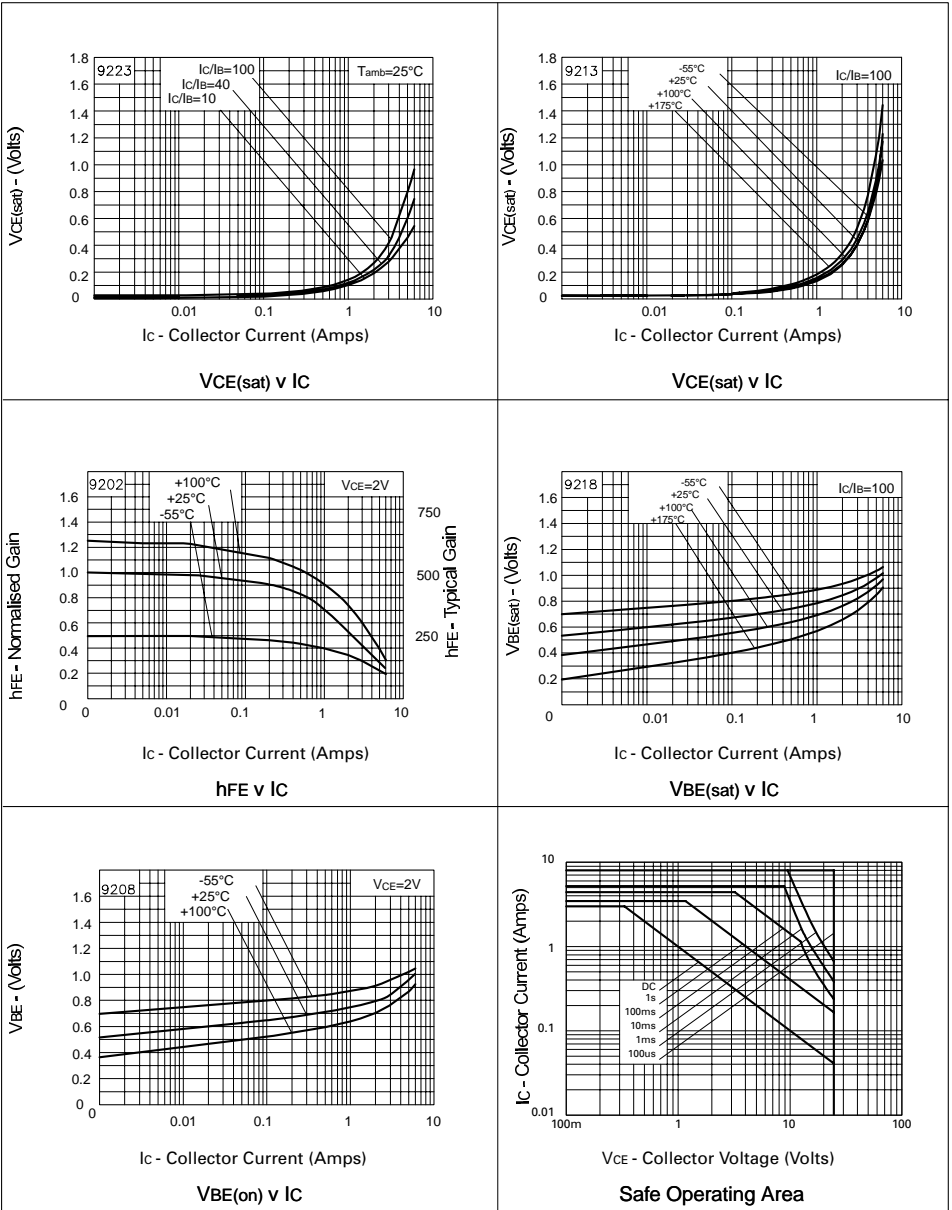 9223
IC/IB=100
IC/IB=40
IC/IB=10
Tamb=25°C
1.8
1.6
1.4
1.2
1.0
0.8
0.6
0.4
0.2
0
0.01
0.1
1
10
VCE(sat) - (Volts)
IC - Collector Current (Amps)
VCE(sat) v IC
9213
-55°C
+25°C
+100°C
+175°C
IC/IB=100
1.8
1.6
1.4
1.2
1.0
0.8
0.6
0.4
0.2
0
0.01
0.1
1
10
VCE(sat) - (Volts)
IC - Collector Current (Amps)
VCE(sat) v IC
9202
+100°C
+25°C
-55°C
VCE=2V
1.6
1.4
1.2
1.0
0.8
0.6
0.4
0.2
0
750
500
250
0
0.01
0.1
1
10
hFE - Normalised Gain
hFE - Typical Gain
IC - Collector Current (Amps)
hFE v IC
9218
-55°C
+25°C
+100°C
+175°C
IC/IB=100
1.6
1.4
1.2
1.0
0.8
0.6
0.4
0.2
0
0.01
0.1
1
10
VBE(sat) - (Volts)
IC - Collector Current (Amps)
VBE(sat) v IC
9208
-55°C
+25°C
+100°C
VCE=2V
1.6
1.4
1.2
1.0
0.8
0.6
0.4
0.2
0
0
0.01
0.1
1
10
VBE - (Volts)
IC - Collector Current (Amps)
VBE(on) v IC
10
1
0.1
0.01
DC
1s
100ms
10ms
1ms
100us
100m
1
10
100
IC - Collector Current (Amps)
VCE - Collector Voltage (Volts)
Safe Operating Area